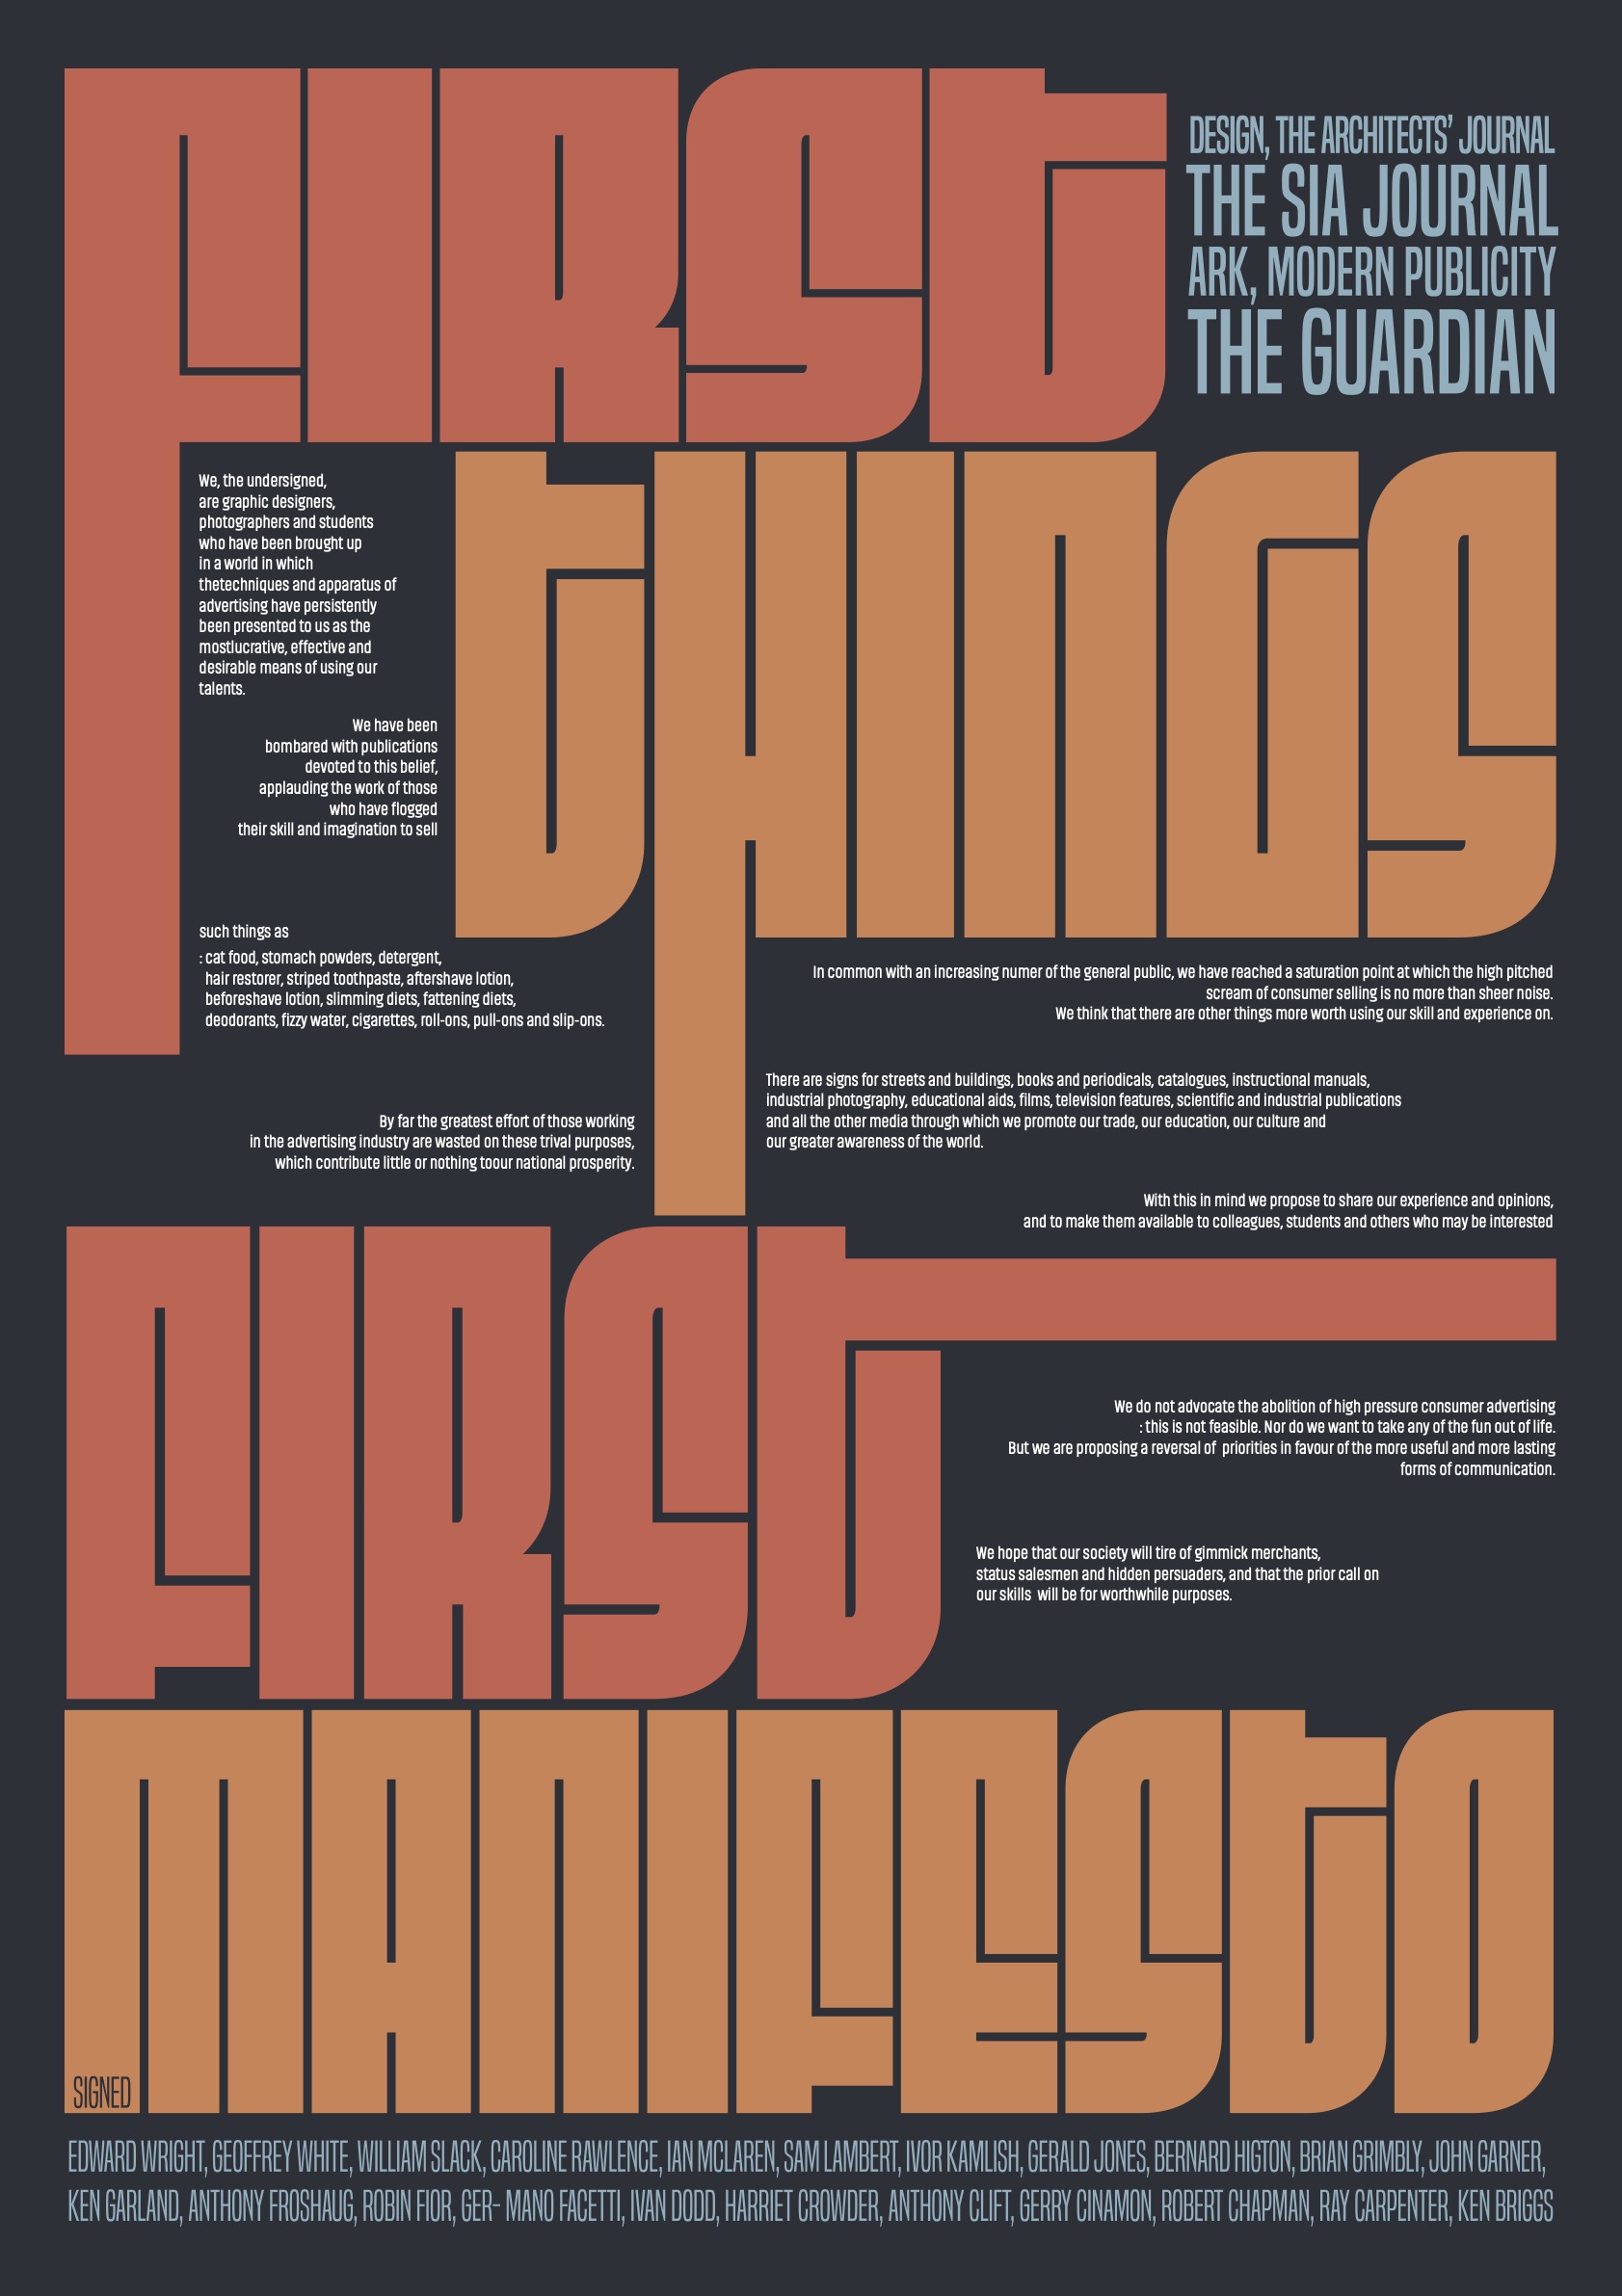 FIRST
DESIGN, THE ARCHITECTS' JOURNAL
THE SIA JOURNAL
ARK, MODERN PUBLICITY
THE GUARDIAN
THINGS
We, the undersigned,
are graphic designers,
photographers and students
who have been brought up
in a world in which
thetechniques and apparatus of
advertising have persistently
been presented to us as the
mostlucrative, effective and
desirable means of using our
talents.
We have been
bombared with publications
devoted to this belief,
applauding the work of those
who have flogged
their skill and imagination to sell
such things as
: cat food, stomach powders, detergent,
hair restorer, striped toothpaste, aftershave lotion,
beforeshave lotion, slimming diets, fattening diets,
deodorants, fizzy water, cigarettes, roll-ons, pull-ons and slip-ons.
By far the greatest effort of those working
in the advertising industry are wasted on these trival purposes,
which contribute little or nothing toour national prosperity.
In common with an increasing numer of the general public, we have reached a saturation point at which the high pitched
scream of consumer selling is no more than sheer noise.
We think that there are other things more worth using our skill and experience on.
There are signs for streets and buildings, books and periodicals, catalogues, instructional manuals,
industrial photography, educational aids, films, television features, scientific and industrial publications
and all the other media through which we promote our trade, our education, our culture and
our greater awareness of the world.
With this in mind we propose to share our experience and opinions,
and to make them available to colleagues, students and others who may be interested
FIRST
We do not advocate the abolition of high pressure consumer advertising
: this is not feasible. Nor do we want to take any of the fun out of life.
But we are proposing a reversal of priorities in favour of the more useful and more lasting
forms of communication.
We hope that our society will tire of gimmick merchants,
status salesmen and hidden persuaders, and that the prior call on
our skills will be for worthwhile purposes.
MANIFESTO
SIGNED
EDWARD WRIGHT, GEOFFREY WHITE, WILLIAM SLACK, CAROLINE RAWLENCE, IAN MCLAREN, SAM LAMBERT, IVOR KAMLISH, GERALD JONES, BERNARD HIGTON, BRIAN GRIMBLY, JOHN GARNER,
KEN GARLAND, ANTHONY FROSHAUG, ROBIN FIOR, GER- MANO FACETTI, IVAN DODD, HARRIET CROWDER, ANTHONY CLIFT, GERRY CINAMON, ROBERT CHAPMAN, RAY CARPENTER, KEN BRIGGS